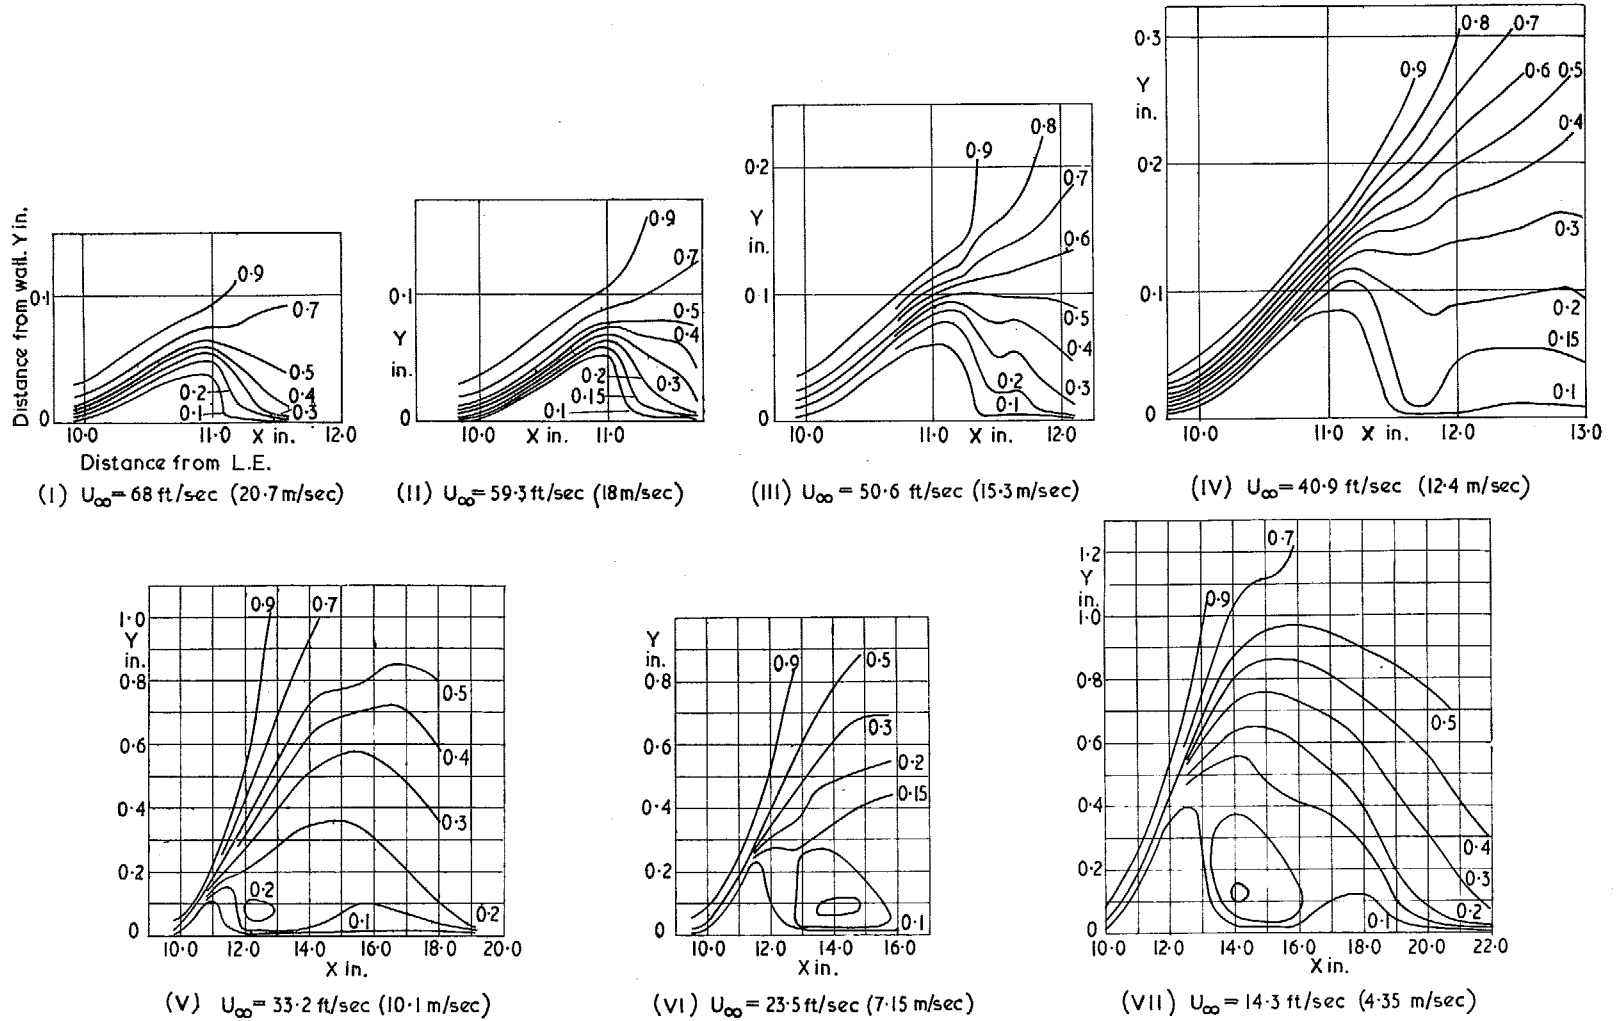 Distance from wall. Y in.
0·1
0
0·9
0·7
0·5
0·4
0·3
0·2
0·1
10·0 11·0 X in. 12·0
Distance from L.E.
(I) U∞= 68 ft/sec (20·7 m/sec)
0·1
Y
in.
0
0·9
0·7
0·5
0·4
0·3
0·2
0·15
0·1
10·0 X in. 11·0
(II) U∞= 59·3 ft/sec (18 m/sec)
0·2
Y
in.
0·1
0
0·9
0·8
0·7
0·6
0·5
0·4
0·3
0·2
0·1
10·0 11·0 X in. 12·0
(III) U∞ = 50·6 ft/sec (15·3 m/sec)
0·3
Y
in.
0·2
0·1
0
0·9
0·8
0·7
0·6
0·5
0·4
0·3
0·2
0·15
0·1
10·0 11·0 X in. 12·0 13·0
(IV) U∞= 40·9 ft/sec (12·4 m/sec)
1·0
Y
in.
0·8
0·6
0·4
0·2
0
0·9
0·7
0·5
0·4
0·3
0·2
0·2
0·1
10·0 12·0 14·0 16·0 18·0 20·0
X in.
(V) U∞= 33·2 ft/sec (10·1 m/sec)
Y
in.
0·8
0·6
0·4
0·2
0
0·9
0·5
0·3
0·2
0·15
0·1
10·0 12·0 14·0 16·0
X in.
(VI) U∞= 23·5 ft/sec (7·15 m/sec)
1·2
Y
in.
1·0
0·8
0·6
0·4
0·2
0
0·7
0·9
0·5
0·4
0·3
0·2
0·1
10·0 12·0 14·0 16·0 18·0 20·0 22·0
X in.
(VII) U∞= 14·3 ft/sec (4·35 m/sec)